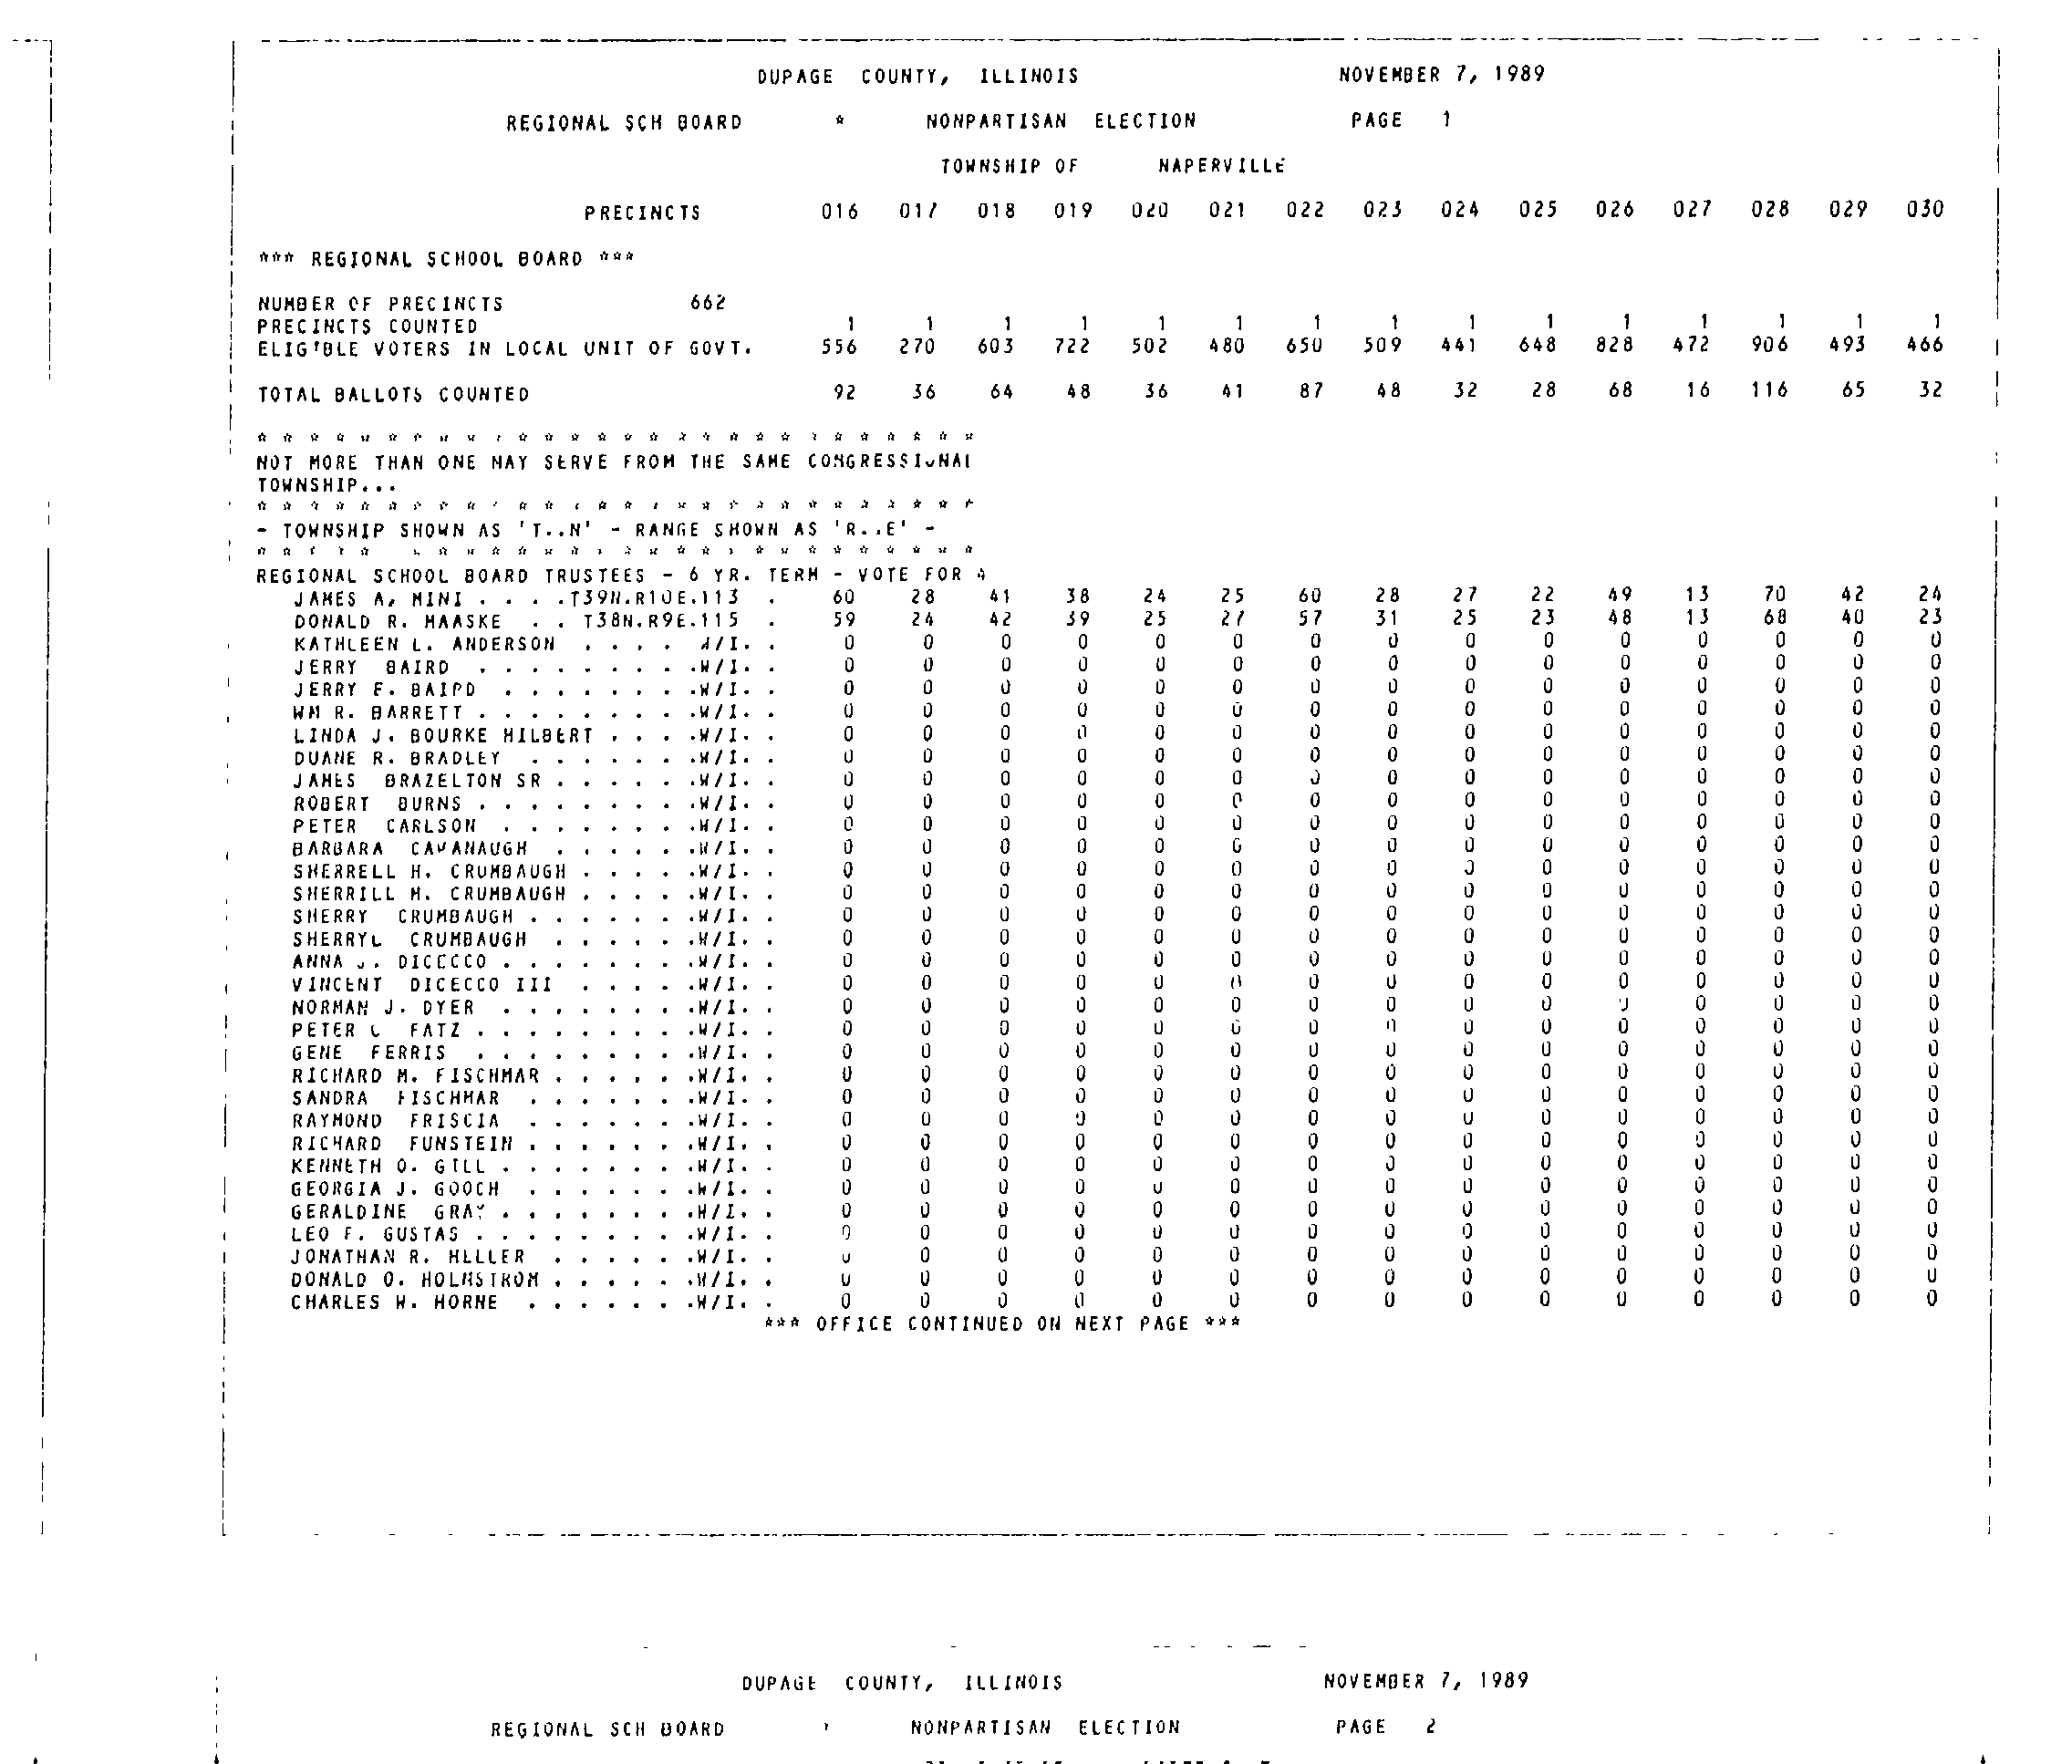 DUPAGE COUNTY, ILLINOIS NOVEMBER 7, 1989
REGIONAL SCH BOARD * NONPARTISAN ELECTION PAGE 1
TOWNSHIP OF NAPERVILLE
PRECINCTS 016 017 018 019 020 021 022 023 024 025 026 027 028 029 030
*** REGIONAL SCHOOL BOARD ***
NUMBER OF PRECINCTS 662
PRECINCTS COUNTED 1 1 1 1 1 1 1 1 1 1 1 1 1 1 1
ELIGIBLE VOTERS IN LOCAL UNIT OF GOVT. 556 270 603 722 502 480 650 509 441 648 828 472 906 493 466
TOTAL BALLOTS COUNTED 92 36 64 48 36 41 87 48 32 28 68 16 116 65 32
* * * * * * * * * * * * * * * * * * * * * * * * * * * *
NOT MORE THAN ONE MAY SERVE FROM THE SAME CONGRESSIONAL
TOWNSHIP...
* * * * * * * * * * * * * * * * * * * * * * * * * * * *
- TOWNSHIP SHOWN AS 'T..N' - RANGE SHOWN AS 'R..E' -
* * * * * * * * * * * * * * * * * * * * * * * * * * * *
REGIONAL SCHOOL BOARD TRUSTEES - 6 YR. TERM - VOTE FOR 4
JAMES A. MINI . . . .T39N.R10E.113 . 60 28 41 38 24 25 60 28 27 22 49 13 70 42 24
DONALD R. MAASKE . . T38N.R9E.115 . 59 24 42 39 25 27 57 31 25 23 48 13 68 40 23
KATHLEEN L. ANDERSON . . . . W/I. . 0 0 0 0 0 0 0 0 0 0 0 0 0 0 0
JERRY BAIRD . . . . . . . . .W/I. . 0 0 0 0 0 0 0 0 0 0 0 0 0 0 0
JERRY F. BAIRD . . . . . . . .W/I. . 0 0 0 0 0 0 0 0 0 0 0 0 0 0 0
WM R. BARRETT . . . . . . . . .W/I. . 0 0 0 0 0 0 0 0 0 0 0 0 0 0 0
LINDA J. BOURKE HILBERT . . . .W/I. . 0 0 0 0 0 0 0 0 0 0 0 0 0 0 0
DUANE R. BRADLEY . . . . . . .W/I. . 0 0 0 0 0 0 0 0 0 0 0 0 0 0 0
JAMES BRAZELTON SR . . . . . .W/I. . 0 0 0 0 0 0 0 0 0 0 0 0 0 0 0
ROBERT BURNS . . . . . . . . .W/I. . 0 0 0 0 0 0 0 0 0 0 0 0 0 0 0
PETER CARLSON . . . . . . . .W/I. . 0 0 0 0 0 0 0 0 0 0 0 0 0 0 0
BARBARA CAVANAUGH . . . . . .W/I. . 0 0 0 0 0 0 0 0 0 0 0 0 0 0 0
SHERRELL H. CRUMBAUGH . . . . .W/I. . 0 0 0 0 0 0 0 0 0 0 0 0 0 0 0
SHERRILL M. CRUMBAUGH . . . . .W/I. . 0 0 0 0 0 0 0 0 0 0 0 0 0 0 0
SHERRY CRUMBAUGH . . . . . . .W/I. . 0 0 0 0 0 0 0 0 0 0 0 0 0 0 0
SHERRYL CRUMBAUGH . . . . . .W/I. . 0 0 0 0 0 0 0 0 0 0 0 0 0 0 0
ANNA J. DICECCO . . . . . . . .W/I. . 0 0 0 0 0 0 0 0 0 0 0 0 0 0 0
VINCENT DICECCO III . . . . .W/I. . 0 0 0 0 0 0 0 0 0 0 0 0 0 0 0
NORMAN J. DYER . . . . . . . .W/I. . 0 0 0 0 0 0 0 0 0 0 0 0 0 0 0
PETER FATZ . . . . . . . . .W/I. . 0 0 0 0 0 0 0 0 0 0 0 0 0 0 0
GENE FERRIS . . . . . . . . .W/I. . 0 0 0 0 0 0 0 0 0 0 0 0 0 0 0
RICHARD M. FISCHMAR . . . . . .W/I. . 0 0 0 0 0 0 0 0 0 0 0 0 0 0 0
SANDRA FISCHMAR . . . . . . .W/I. . 0 0 0 0 0 0 0 0 0 0 0 0 0 0 0
RAYMOND FRISCIA . . . . . . .W/I. . 0 0 0 0 0 0 0 0 0 0 0 0 0 0 0
RICHARD FUNSTEIN . . . . . . .W/I. . 0 0 0 0 0 0 0 0 0 0 0 0 0 0 0
KENNETH O. GILL . . . . . . . .W/I. . 0 0 0 0 0 0 0 0 0 0 0 0 0 0 0
GEORGIA J. GOOCH . . . . . . .W/I. . 0 0 0 0 0 0 0 0 0 0 0 0 0 0 0
GERALDINE GRAY . . . . . . . .W/I. . 0 0 0 0 0 0 0 0 0 0 0 0 0 0 0
LEO F. GUSTAS . . . . . . . . .W/I. . 0 0 0 0 0 0 0 0 0 0 0 0 0 0 0
JONATHAN R. HELLER . . . . . .W/I. . 0 0 0 0 0 0 0 0 0 0 0 0 0 0 0
DONALD O. HOLMSTROM . . . . . .W/I. . 0 0 0 0 0 0 0 0 0 0 0 0 0 0 0
CHARLES W. HORNE . . . . . . .W/I. . 0 0 0 0 0 0 0 0 0 0 0 0 0 0 0
*** OFFICE CONTINUED ON NEXT PAGE ***
DUPAGE COUNTY, ILLINOIS NOVEMBER 7, 1989
REGIONAL SCH BOARD NONPARTISAN ELECTION PAGE 2